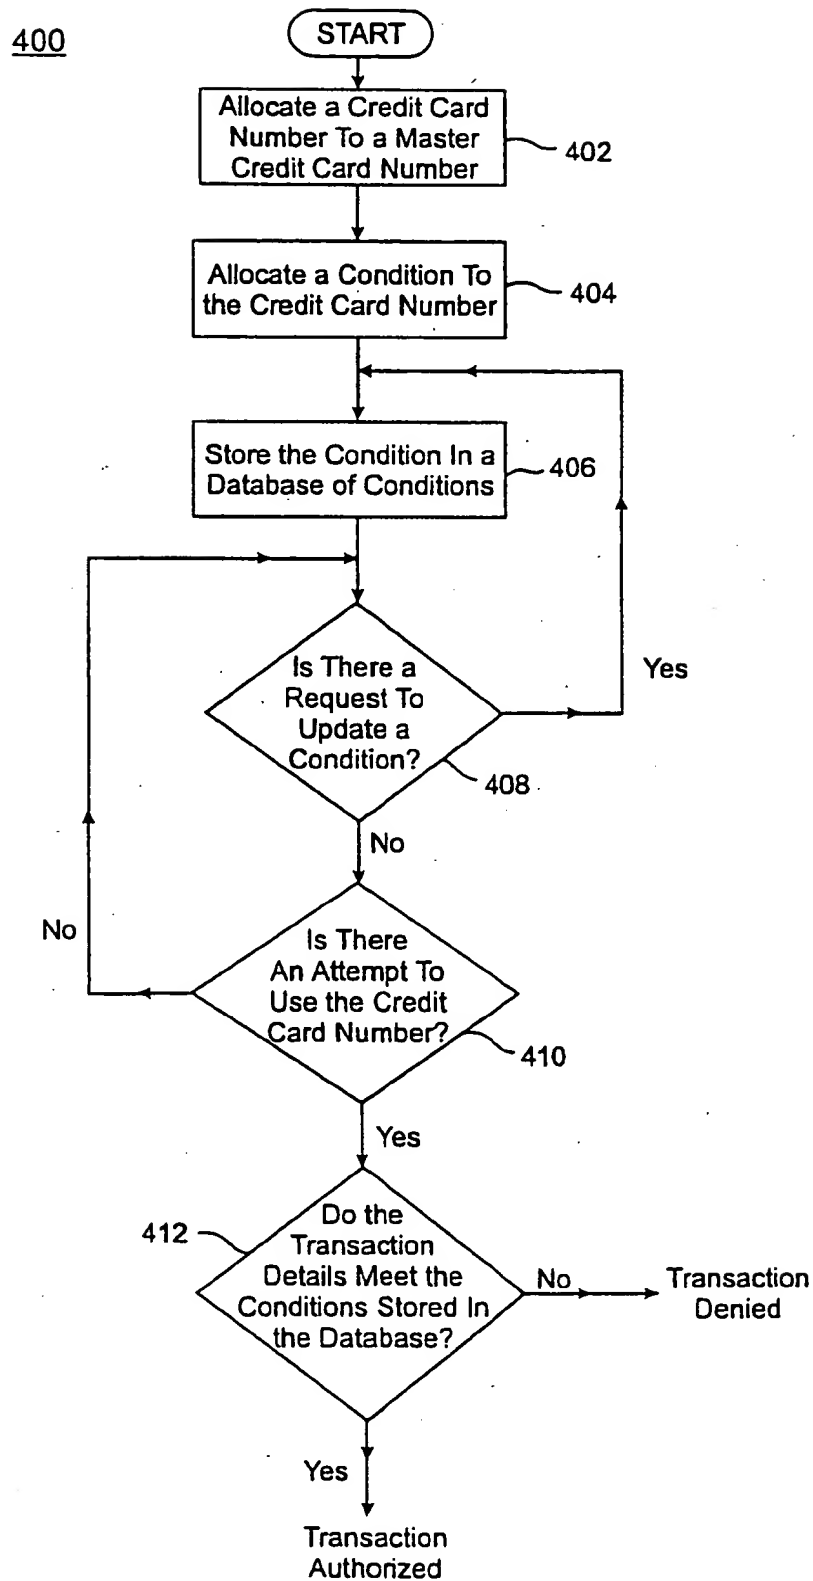 400
START
Allocate a Credit Card
Number To a Master
Credit Card Number
402
Allocate a Condition To
the Credit Card Number
404
Store the Condition In a
Database of Conditions
406
Is There a
Request To
Update a
Condition?
Yes
408
No
Is There
An Attempt To
Use the Credit
Card Number?
No
410
Yes
412
Do the
Transaction
Details Meet the
Conditions Stored In
the Database?
No
Transaction
Denied
Yes
Transaction
Authorized